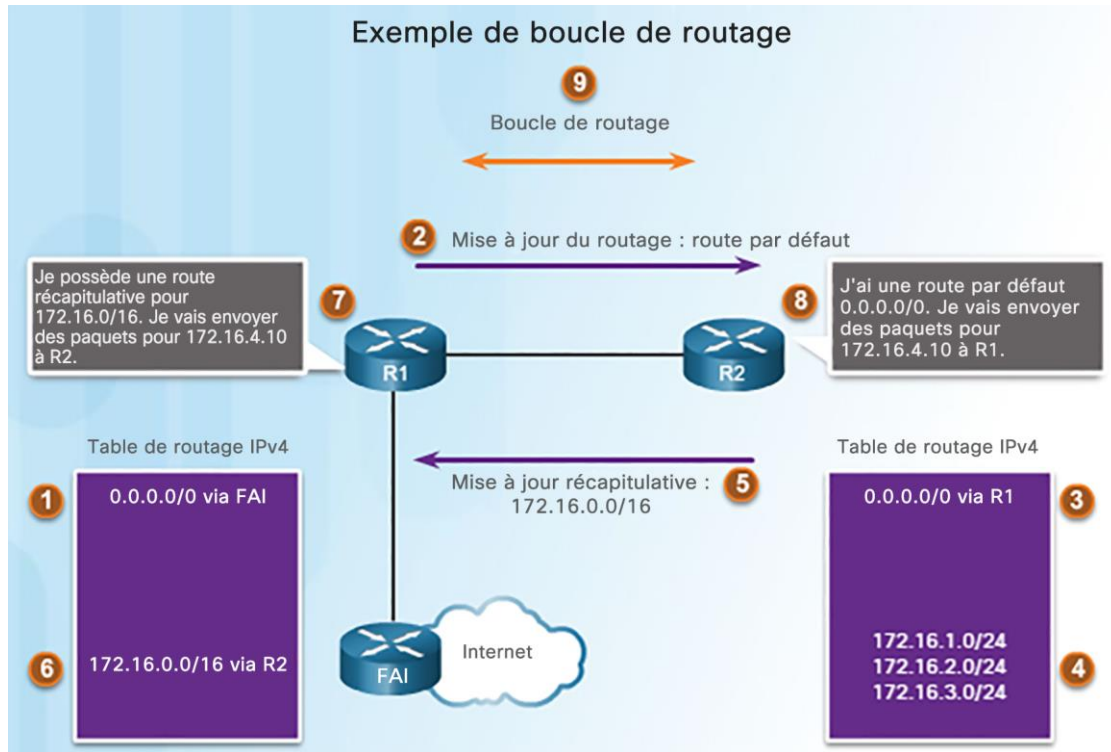 Exemple de boucle de routage
9
Boucle de routage
2
Mise à jour du routage : route par défaut
Je possède une route
récapitulative pour
172.16.0/16. Je vais envoyer
des paquets pour 172.16.4.10
à R2.
7
R1
R2
8
J'ai une route par défaut
0.0.0.0/0. Je vais envoyer
des paquets pour
172.16.4.10 à R1.
Table de routage IPv4
1
0.0.0.0/0 via FAI
6
172.16.0.0/16 via R2
Mise à jour récapitulative :
172.16.0.0/16
5
Table de routage IPv4
0.0.0.0/0 via R1
3
172.16.1.0/24
172.16.2.0/24
172.16.3.0/24
4
FAI
Internet